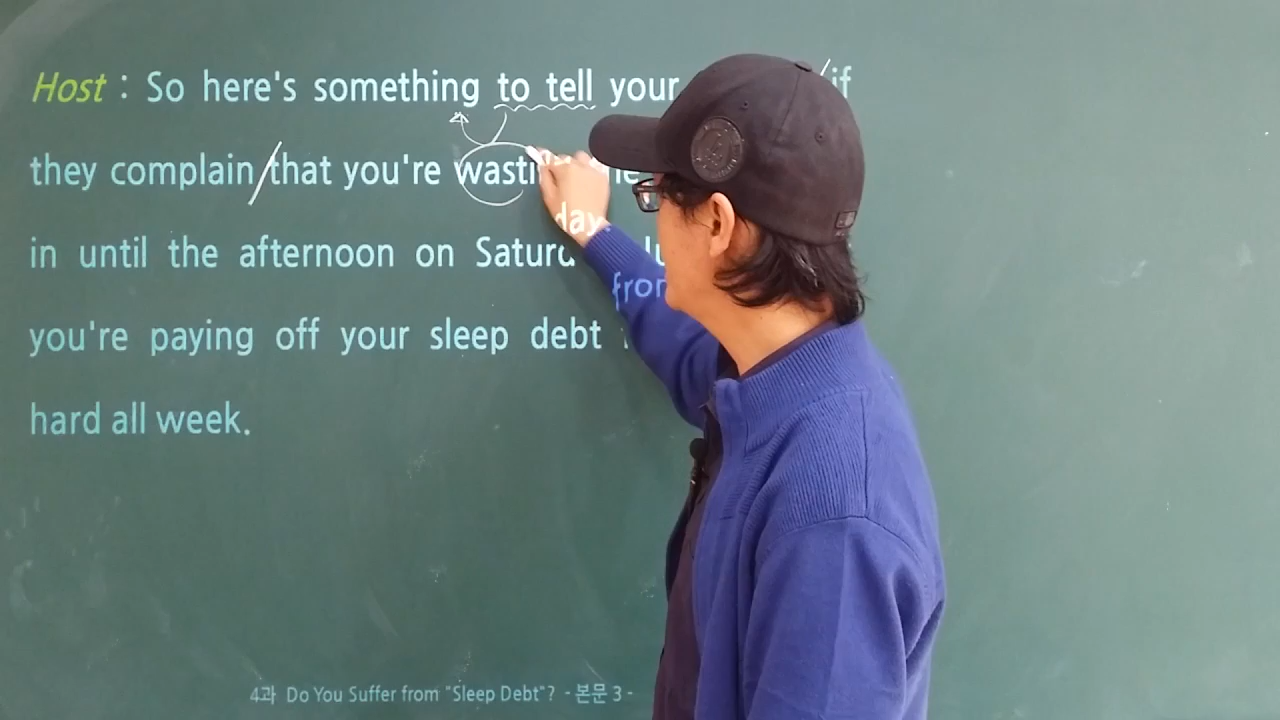 Host : So here's something to tell your if
they complain that you're
in until the afternoon on
you're paying off your sleep debt
hard all week.
4과 Do You Suffer from "Sleep Debt"? - 본문 3 -